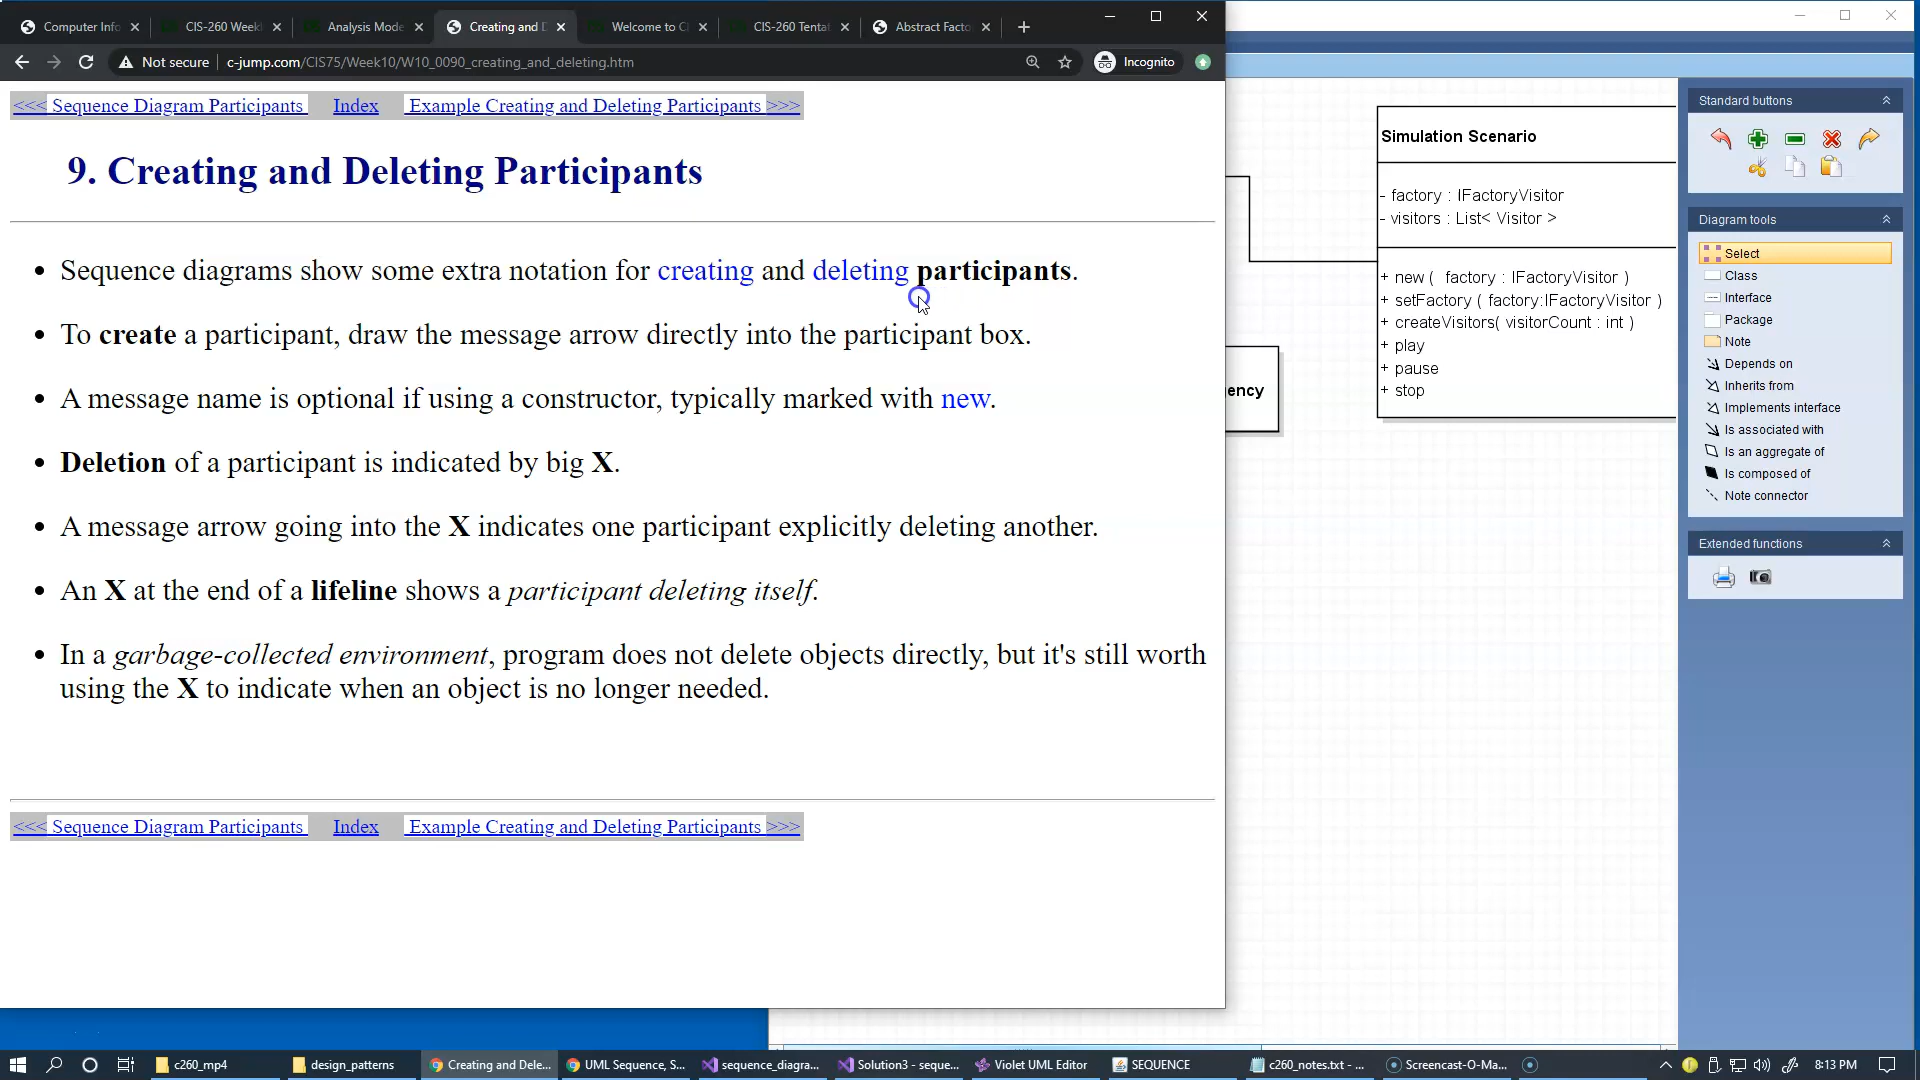 Computer Info
CIS-260 Week
Analysis Mode
Creating and D
Welcome to C
CIS-260 Tenta
Abstract Facto
Not secure
c-jump.com/CIS75/Week10/W10_0090_creating_and_deleting.htm
Incognito
<<< Sequence Diagram Participants Index Example Creating and Deleting Participants >>>
9. Creating and Deleting Participants
• Sequence diagrams show some extra notation for creating and deleting participants.
• To create a participant, draw the message arrow directly into the participant box.
• A message name is optional if using a constructor, typically marked with new.
• Deletion of a participant is indicated by big X.
• A message arrow going into the X indicates one participant explicitly deleting another.
• An X at the end of a lifeline shows a participant deleting itself.
• In a garbage-collected environment, program does not delete objects directly, but it's still worth
using the X to indicate when an object is no longer needed.
<<< Sequence Diagram Participants Index Example Creating and Deleting Participants >>>
ency
Simulation Scenario
- factory : IFactoryVisitor
- visitors : List< Visitor >
+ new ( factory : IFactoryVisitor )
+ setFactory ( factory:IFactoryVisitor )
+ createVisitors( visitorCount : int )
+ play
+ pause
+ stop
Standard buttons
Diagram tools
Select
Class
Interface
Package
Note
Depends on
Inherits from
Implements interface
Is associated with
Is an aggregate of
Is composed of
Note connector
Extended functions
c260_mp4
design_patterns
Creating and Dele...
UML Sequence, S...
sequence_diagra...
Solution3 - seque...
Violet UML Editor
SEQUENCE
c260_notes.txt - ...
Screencast-O-Ma...
8:13 PM